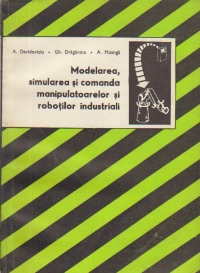 A. Davidoviciu • Gh. Drăgănoiu • A. Moangă
Modelarea,
simularea și comanda
manipulatoarelor și
roboților industriali